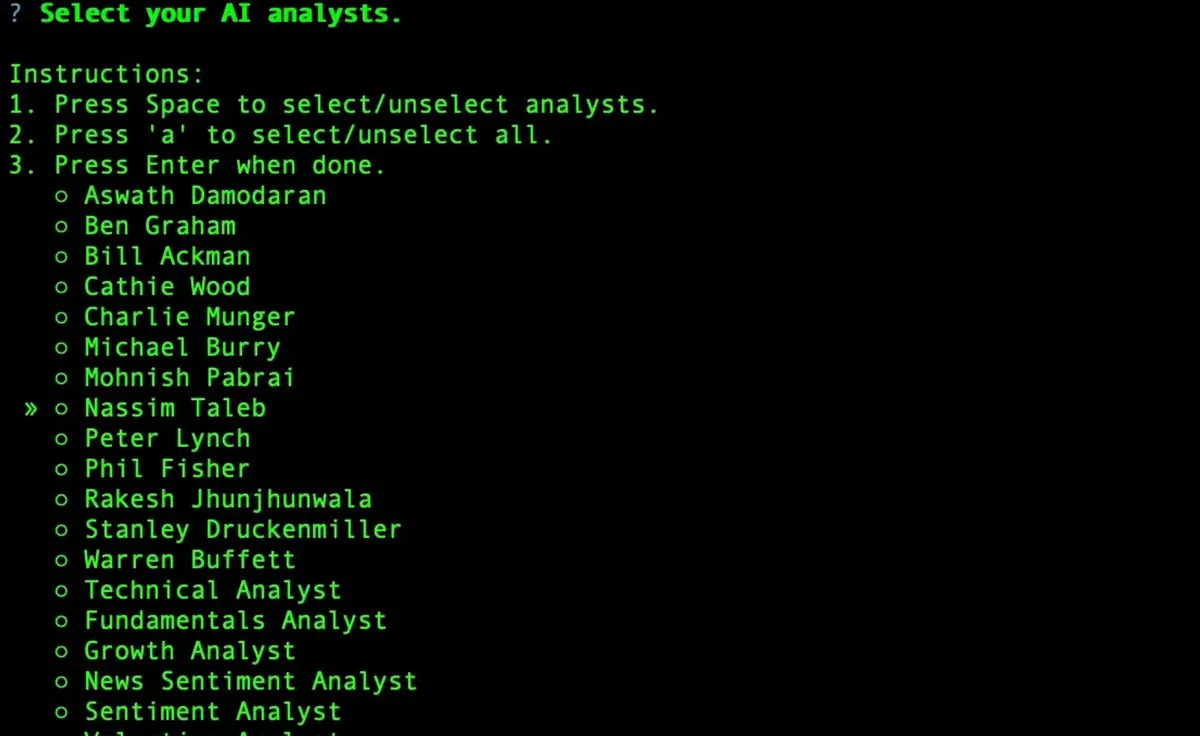 ? Select your AI analysts.
Instructions:
1. Press Space to select/unselect analysts.
2. Press 'a' to select/unselect all.
3. Press Enter when done.
○ Aswath Damodaran
○ Ben Graham
○ Bill Ackman
○ Cathie Wood
○ Charlie Munger
○ Michael Burry
○ Mohnish Pabrai
» ○ Nassim Taleb
○ Peter Lynch
○ Phil Fisher
○ Rakesh Jhunjhunwala
○ Stanley Druckenmiller
○ Warren Buffett
○ Technical Analyst
○ Fundamentals Analyst
○ Growth Analyst
○ News Sentiment Analyst
○ Sentiment Analyst